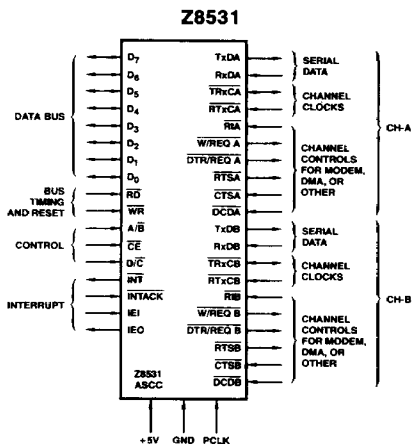 Z8531
DATA BUS
BUS
TIMING
AND RESET
CONTROL
INTERRUPT
D7
D6
D5
D4
D3
D2
D1
D0
RD
WR
A/B
CE
D/C
INT
INTACK
IEI
IEO
Z8531
ASCC
TxDA
RxDA
TRxCA
RTxCA
RIA
W/REQ A
DTR/REQ A
RTSA
CTSA
DCDA
TxDB
RxDB
TRxCB
RTxCB
RIB
W/REQ B
DTR/REQ B
RTSB
CTSB
DCDB
SERIAL
DATA
CHANNEL
CLOCKS
CHANNEL
CONTROLS
FOR MODEM,
DMA, OR
OTHER
CH-A
SERIAL
DATA
CHANNEL
CLOCKS
CHANNEL
CONTROLS
FOR MODEM,
DMA, OR
OTHER
CH-B
+5V GND PCLK